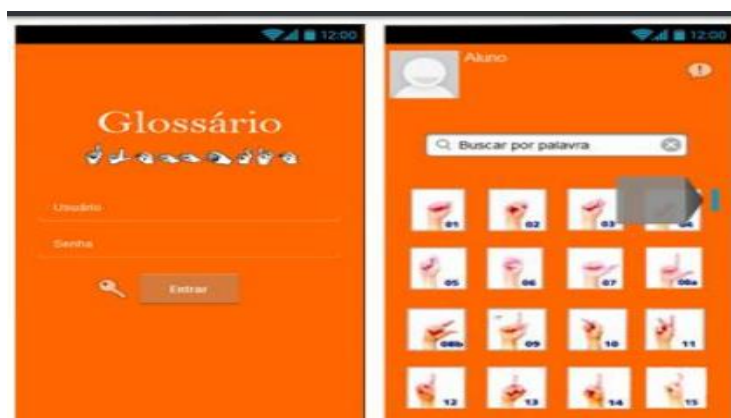 12:00
Glossário
Usuário
Senha
Entrar
12:00
Aluno
Buscar por palavra
01 02 03 04
05 06 07 08a
08b 09 10 11
12 13 14 15